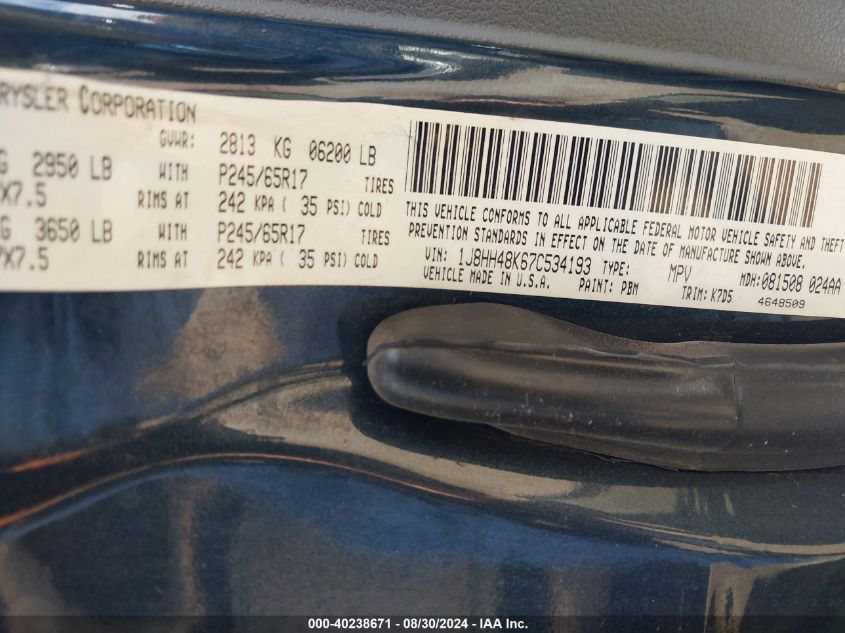 RYSLER CORPORATION
GVWR: 2813 KG 06200 LB
G 2950 LB WITH P245/65R17 TIRES
X7.5 RIMS AT 242 KPA ( 35 PSI) COLD
G 3650 LB WITH P245/65R17 TIRES
7X7.5 RIMS AT 242 KPA ( 35 PSI) COLD
THIS VEHICLE CONFORMS TO ALL APPLICABLE FEDERAL MOTOR VEHICLE SAFETY AND THEFT
PREVENTION STANDARDS IN EFFECT ON THE DATE OF MANUFACTURE SHOWN ABOVE.
VIN: 1J8HH48K67C534193 TYPE: MPV MDH: 081508 024AA
VEHICLE MADE IN U.S.A. PAINT: PBM TRIM: K7D5
4648509
000-40238671 - 08/30/2024 - IAA Inc.